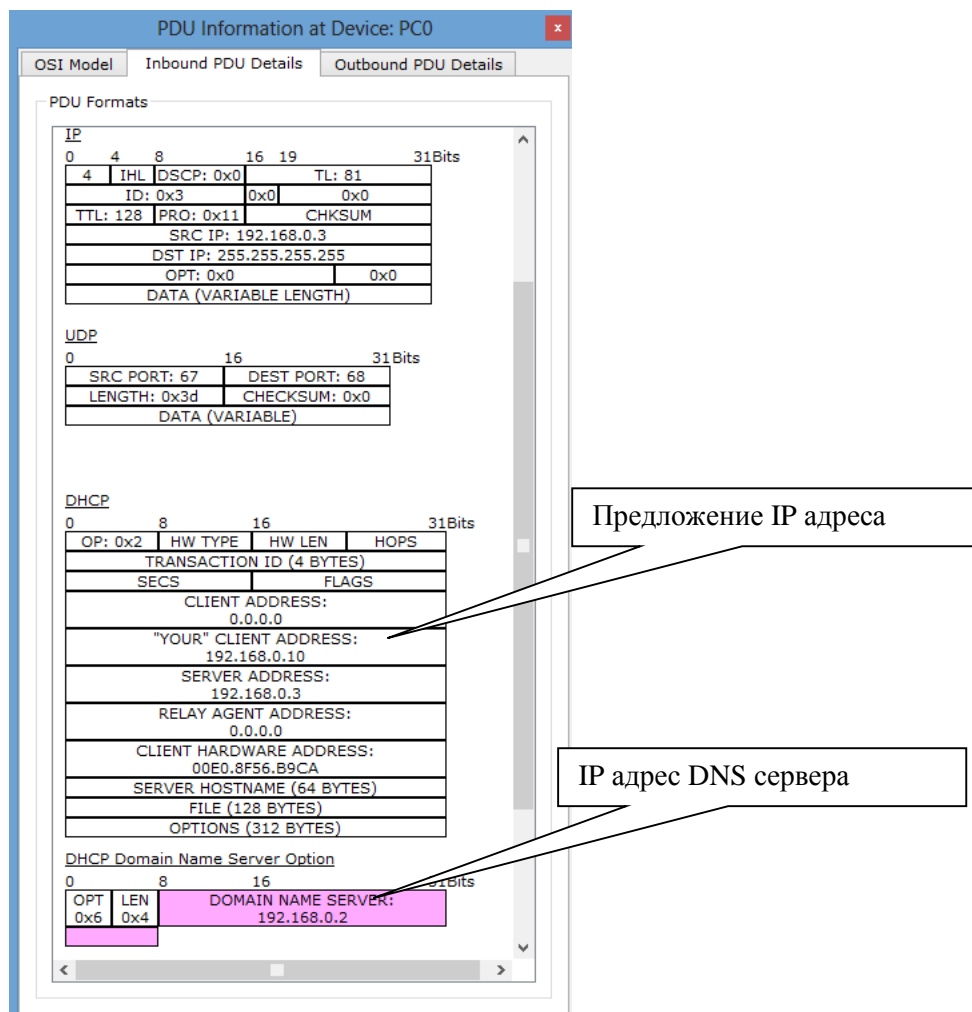 PDU Information at Device: PC0
x
OSI Model Inbound PDU Details Outbound PDU Details
PDU Formats
IP
0 4 8 16 19 31Bits
4 IHL DSCP: 0x0 TL: 81
ID: 0x3 0x0 0x0
TTL: 128 PRO: 0x11 CHKSUM
SRC IP: 192.168.0.3
DST IP: 255.255.255.255
OPT: 0x0 0x0
DATA (VARIABLE LENGTH)
UDP
0 16 31Bits
SRC PORT: 67 DEST PORT: 68
LENGTH: 0x3d CHECKSUM: 0x0
DATA (VARIABLE)
DHCP
0 8 16 31Bits
OP: 0x2 HW TYPE HW LEN HOPS
TRANSACTION ID (4 BYTES)
SECS FLAGS
CLIENT ADDRESS:
0.0.0.0
"YOUR" CLIENT ADDRESS:
192.168.0.10
SERVER ADDRESS:
192.168.0.3
RELAY AGENT ADDRESS:
0.0.0.0
CLIENT HARDWARE ADDRESS:
00E0.8F56.B9CA
SERVER HOSTNAME (64 BYTES)
FILE (128 BYTES)
OPTIONS (312 BYTES)
DHCP Domain Name Server Option
0 8 16 31Bits
OPT LEN DOMAIN NAME SERVER:
0x6 0x4 192.168.0.2
Предложение IP адреса
IP адрес DNS сервера